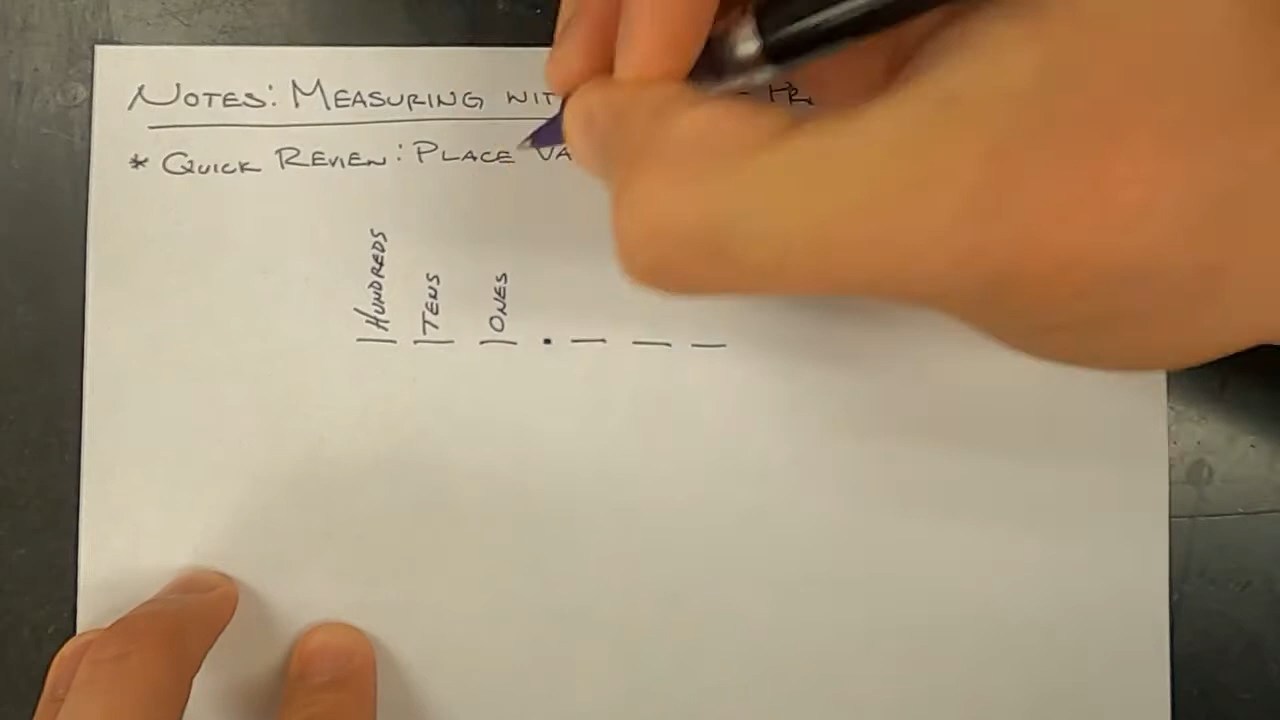 NOTES: MEASURING WIT
* QUICK REVIEW: PLACE VA
HUNDREDS
TENS
ONES